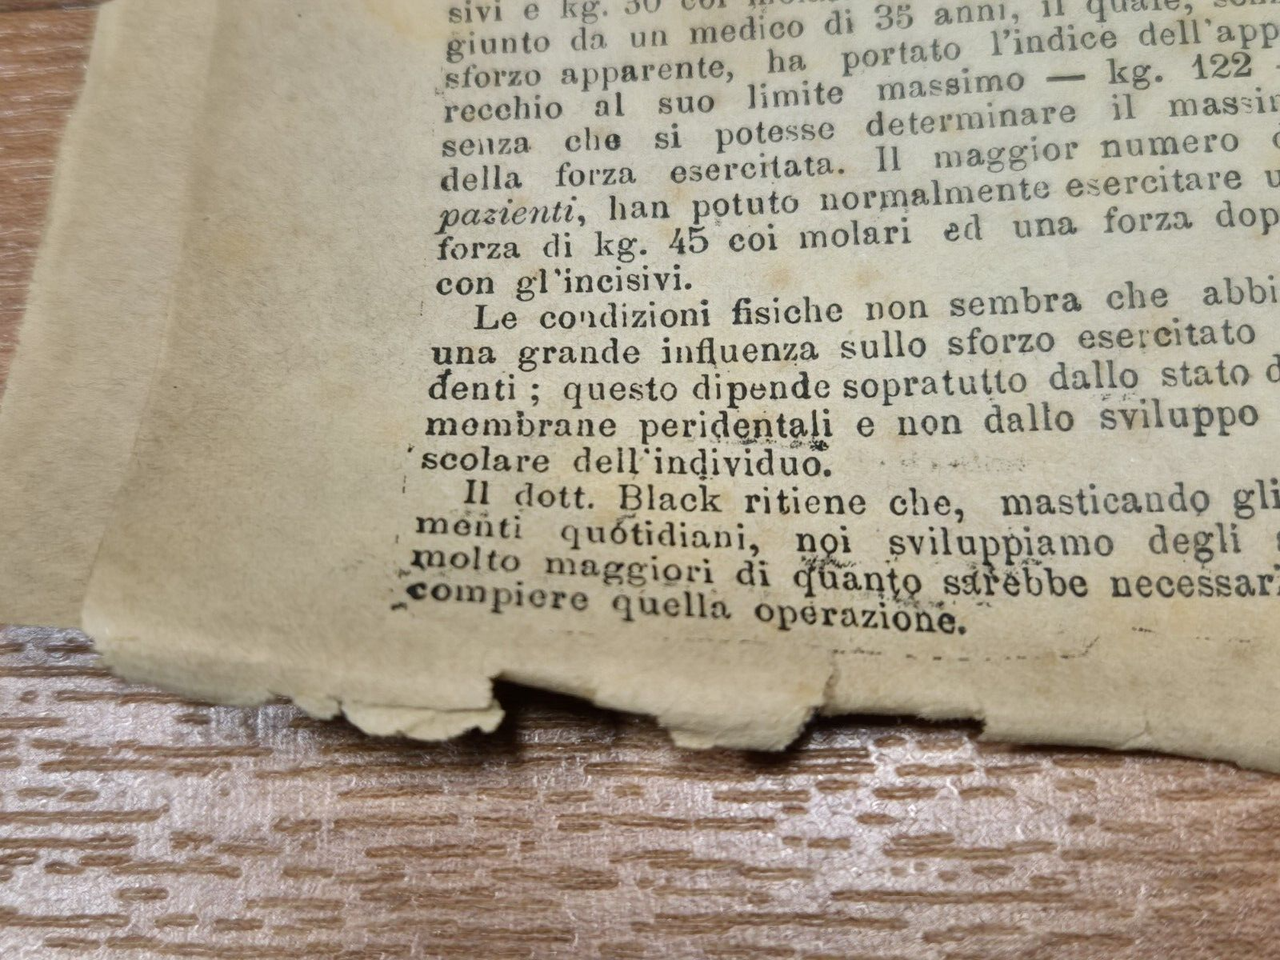 sivi e kg. 30 coi
giunto da un medico di 35 anni, il quale,
sforzo apparente, ha portato l'indice dell'app
recchio al suo limite massimo — kg. 122
senza che si potesse determinare il massi
della forza esercitata. Il maggior numero
pazienti, han potuto normalmente esercitare u
forza di kg. 45 coi molari ed una forza dop
con gl'incisivi.
Le condizioni fisiche non sembra che abbi
una grande influenza sullo sforzo esercitato
denti ; questo dipende sopratutto dallo stato d
membrane peridentali e non dallo sviluppo
scolare dell'individuo.
Il dott. Black ritiene che, masticando gli
menti quotidiani, noi sviluppiamo degli
molto maggiori di quanto sarebbe necessari
compiere quella operazione.